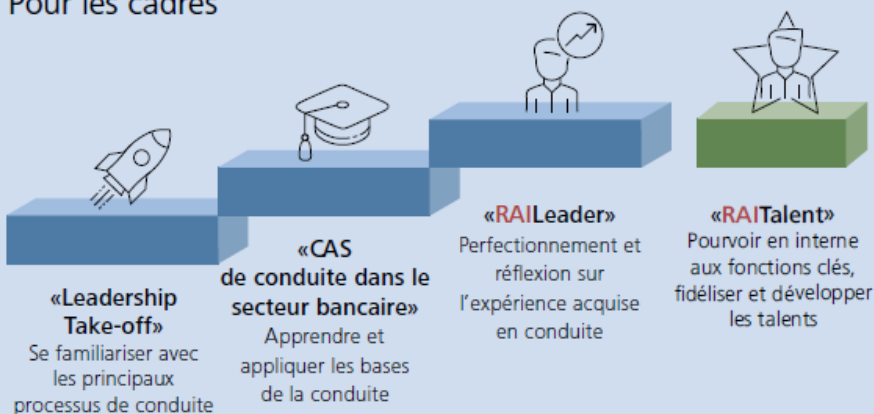 Pour les cadres
«Leadership
Take-off»
Se familiariser avec
les principaux
processus de conduite
«CAS
de conduite dans le
secteur bancaire»
Apprendre et
appliquer les bases
de la conduite
«RAILeader»
Perfectionnement et
réflexion sur
l'expérience acquise
en conduite
«RAITalent»
Pourvoir en interne
aux fonctions clés,
fidéliser et développer
les talents